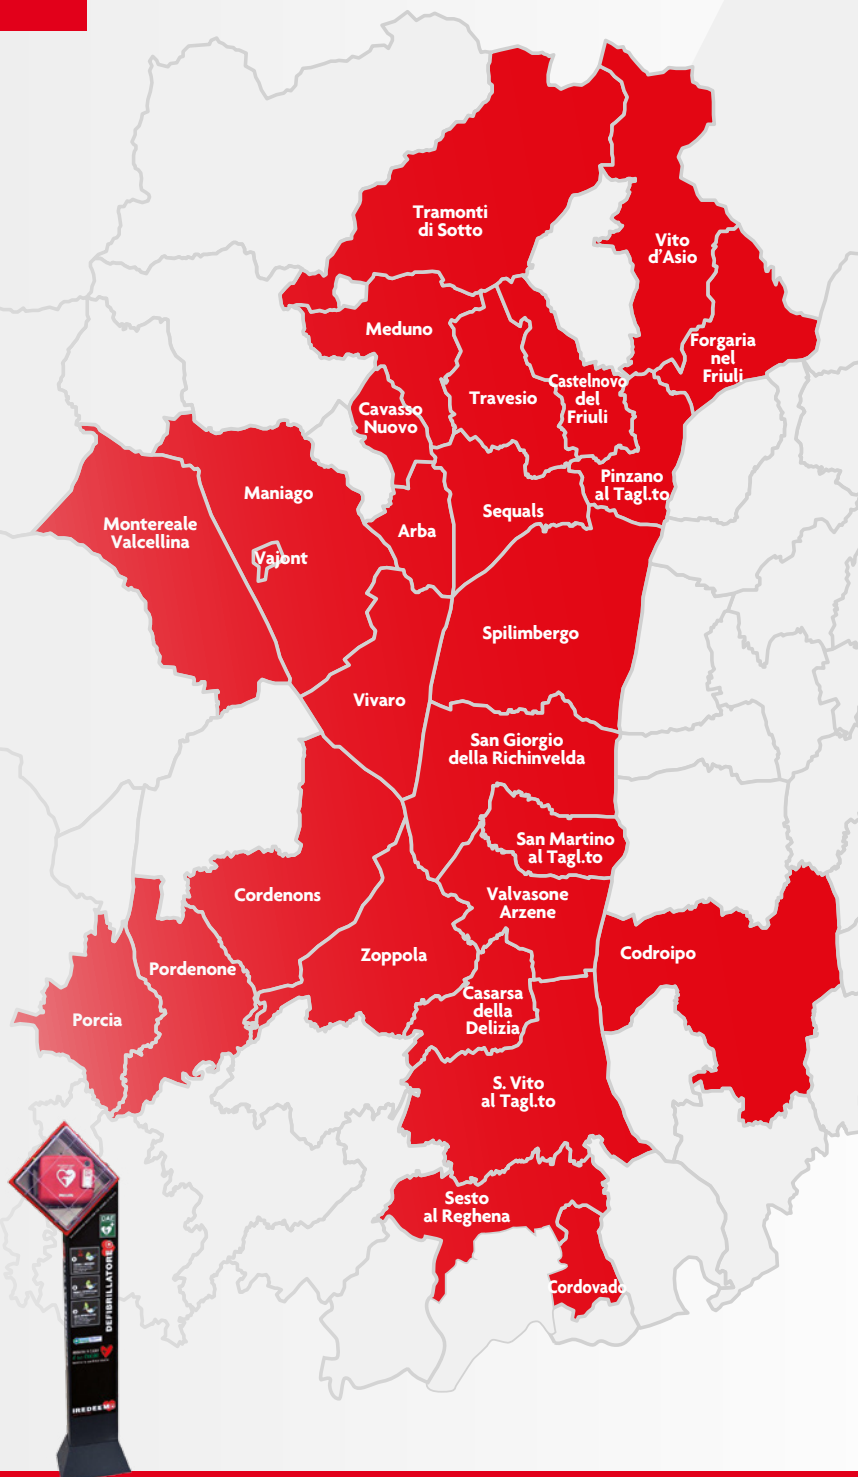 Tramonti
di Sotto
Vito
d'Asio
Meduno
Forgaria
nel
Friuli
Travesio
Castelnovo
del
Friuli
Cavasso
Nuovo
Pinzano
al Tagl.to
Maniago
Montereale
Valcellina
Sequals
Arba
Vajont
Spilimbergo
Vivaro
San Giorgio
della Richinvelda
San Martino
al Tagl.to
Cordenons
Valvasone
Arzene
Zoppola
Codroipo
Pordenone
Porcia
Casarsa
della
Delizia
S. Vito
al Tagl.to
Sesto
al Reghena
Cordovado
DAE
DEFIBRILLATORE
IREDEEM